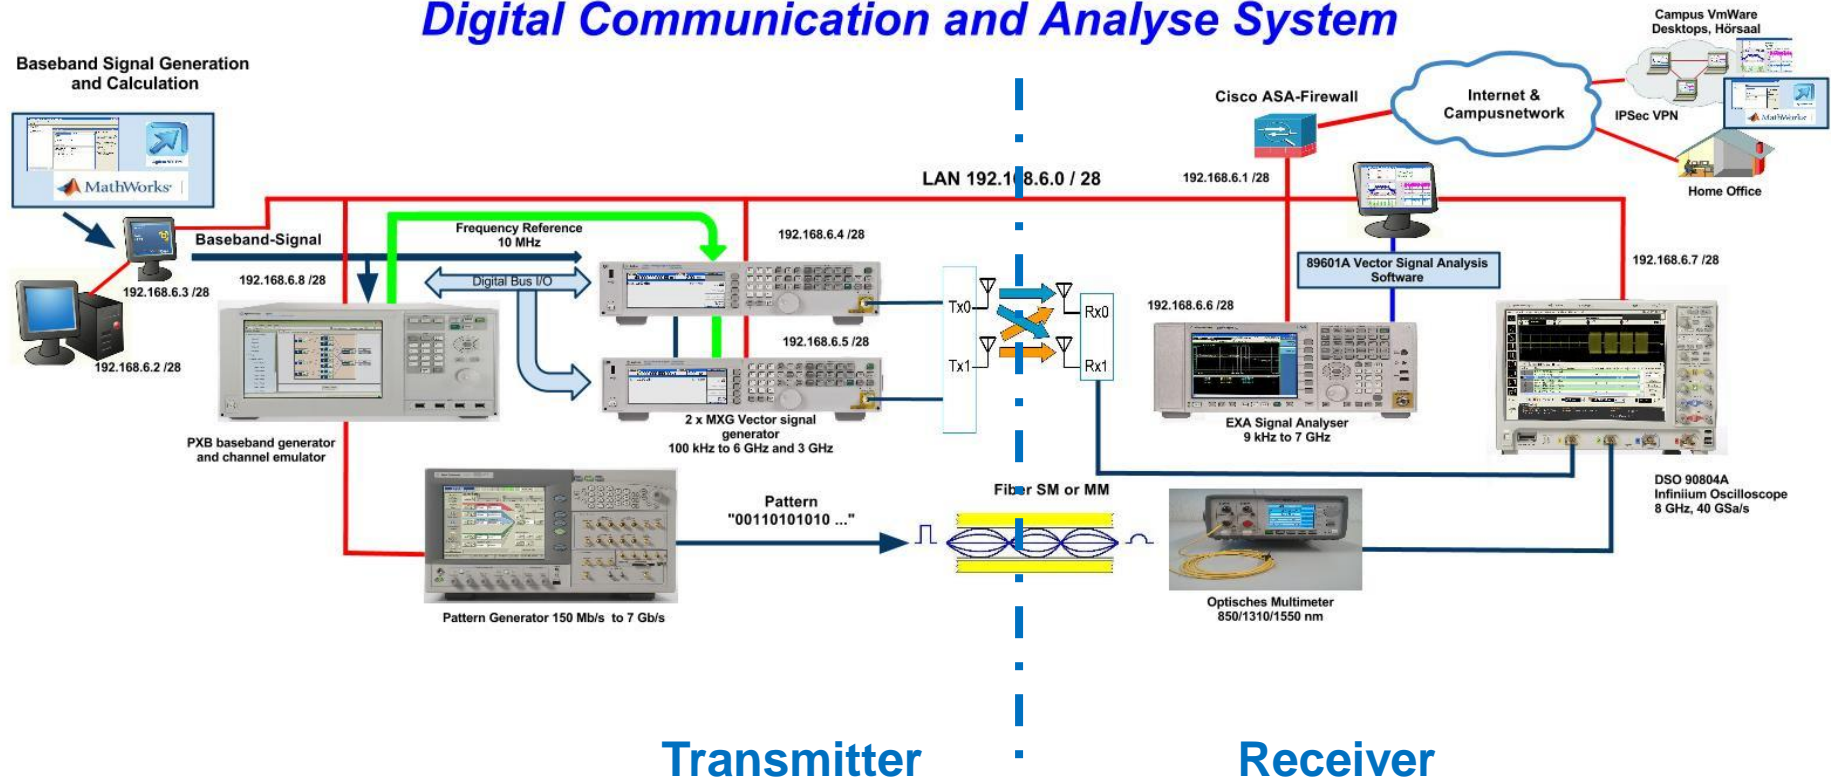 Digital Communication and Analyse System
Campus VmWare
Desktops, Hörsaal
Baseband Signal Generation
and Calculation
Cisco ASA-Firewall
Internet &
Campusnetwork
IPSec VPN
MathWorks
Home Office
MathWorks
LAN 192.168.6.0 / 28
192.168.6.1 /28
Baseband-Signal
Frequency Reference
10 MHz
192.168.6.4 /28
192.168.6.3 /28
192.168.6.8 /28
Digital Bus I/O
89601A Vector Signal Analysis
Software
192.168.6.7 /28
192.168.6.2 /28
192.168.6.5 /28
Tx0
Rx0
Tx1
Rx1
192.168.6.6 /28
2 x MXG Vector signal
generator
100 kHz to 6 GHz and 3 GHz
EXA Signal Analyser
9 kHz to 7 GHz
PXB baseband generator
and channel emulator
DSO 90804A
Infiniium Oscilloscope
8 GHz, 40 GSa/s
Pattern
"00110101010 ..."
Fiber SM or MM
Pattern Generator 150 Mb/s to 7 Gb/s
Optisches Multimeter
850/1310/1550 nm
Transmitter
Receiver